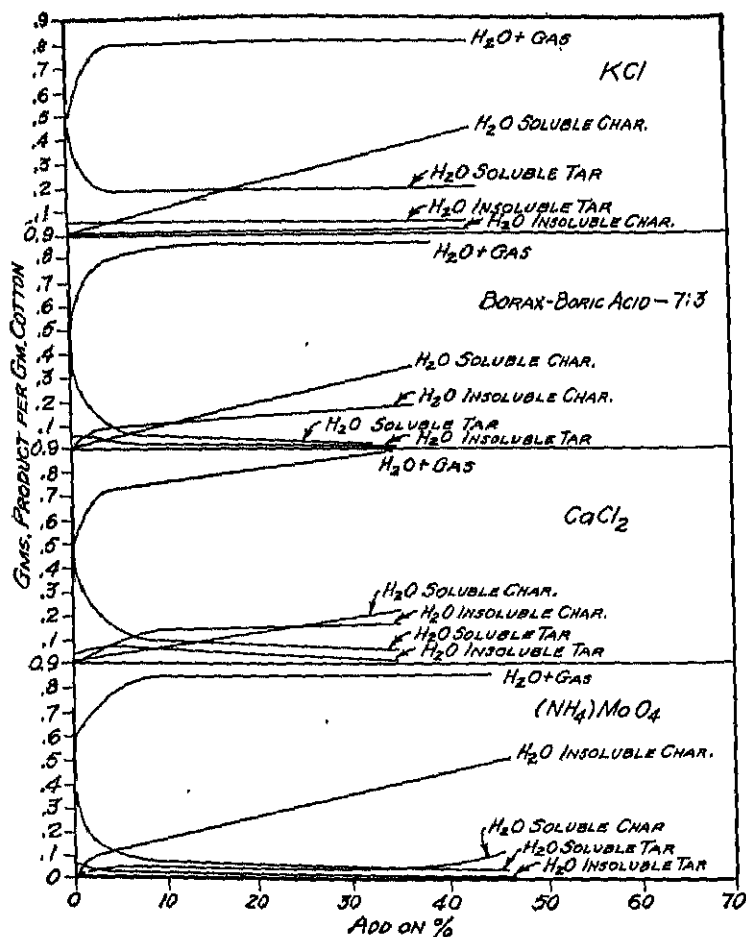 GMS. PRODUCT PER GM. COTTON
.9
.8
.7
.6
.5
.4
.3
.2
.1
0.9
.8
.7
.6
.5
.4
.3
.2
.1
0.9
.8
.7
.6
.5
.4
.3
.2
.1
0.9
.8
.7
.6
.5
.4
.3
.2
.1
0
H2O + GAS
KCl
H2O SOLUBLE CHAR.
H2O SOLUBLE TAR
H2O INSOLUBLE TAR
H2O INSOLUBLE CHAR.
H2O + GAS
BORAX-BORIC ACID - 7:3
H2O SOLUBLE CHAR.
H2O INSOLUBLE CHAR.
H2O SOLUBLE TAR
H2O INSOLUBLE TAR
H2O + GAS
CaCl2
H2O SOLUBLE CHAR.
H2O INSOLUBLE CHAR.
H2O SOLUBLE TAR
H2O INSOLUBLE TAR
H2O + GAS
(NH4)MoO4
H2O INSOLUBLE CHAR.
H2O SOLUBLE CHAR
H2O SOLUBLE TAR
H2O INSOLUBLE TAR
0 10 20 30 40 50 60 70
ADD ON %